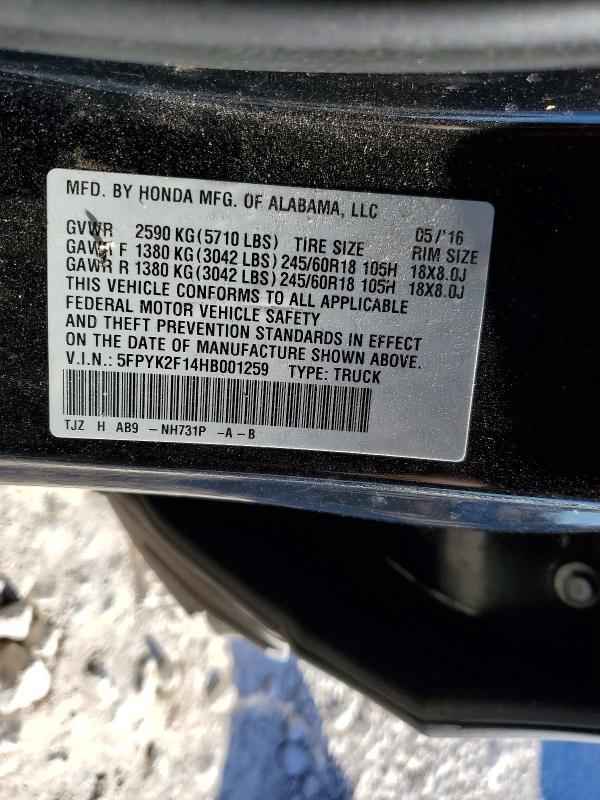 MFD. BY HONDA MFG. OF ALABAMA, LLC
GVWR 2590 KG(5710 LBS) TIRE SIZE 05/'16 RIM SIZE
GAWR F 1380 KG(3042 LBS) 245/60R18 105H 18X8.0J
GAWR R 1380 KG(3042 LBS) 245/60R18 105H 18X8.0J
THIS VEHICLE CONFORMS TO ALL APPLICABLE
FEDERAL MOTOR VEHICLE SAFETY
AND THEFT PREVENTION STANDARDS IN EFFECT
ON THE DATE OF MANUFACTURE SHOWN ABOVE.
V.I.N.: 5FPYK2F14HB001259 TYPE: TRUCK
TJZ H AB9 - NH731P -A-B